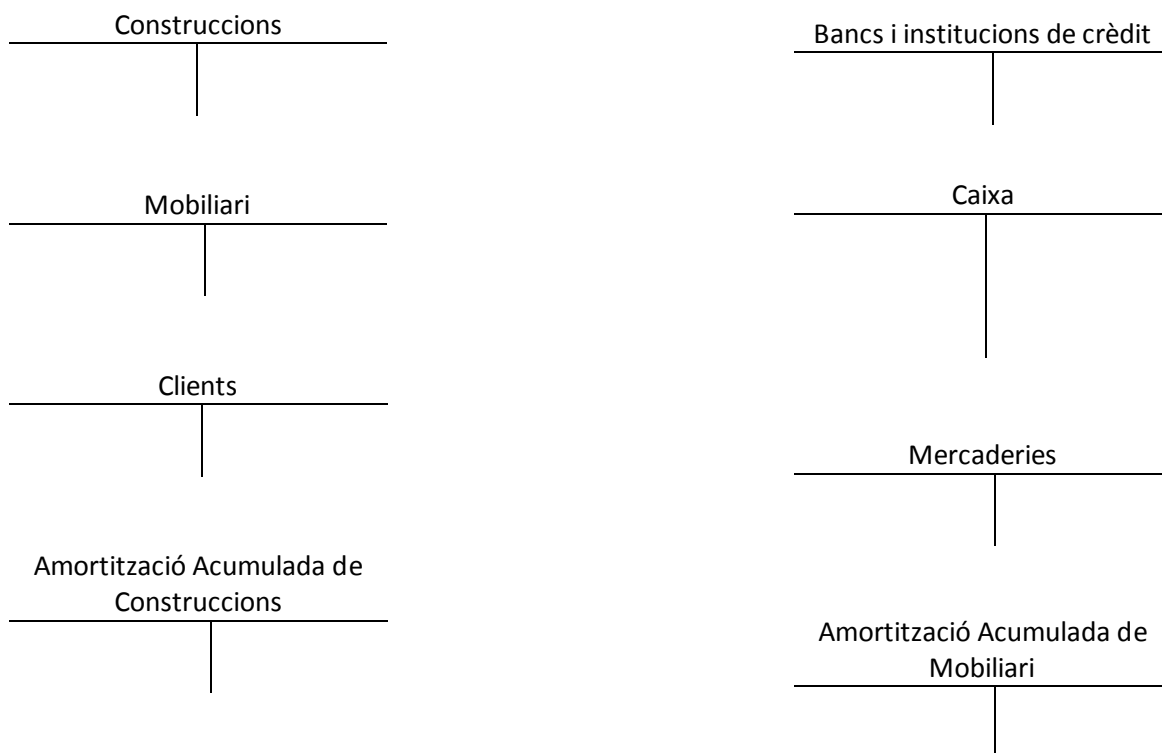 Construccions
Bancs i institucions de crèdit
Mobiliari
Caixa
Clients
Mercaderies
Amortització Acumulada de
Construccions
Amortització Acumulada de
Mobiliari